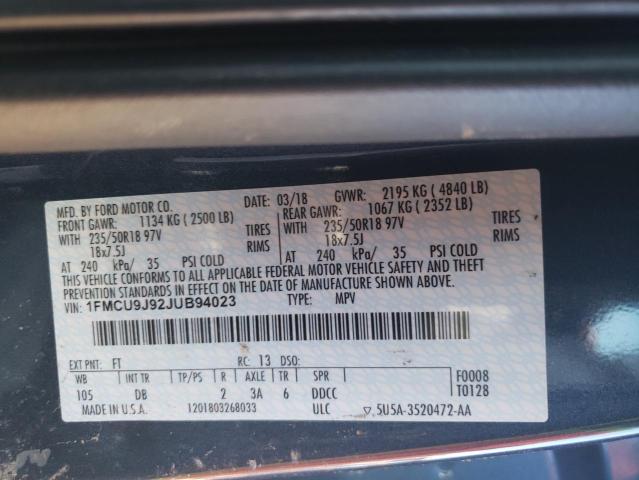 MFD. BY FORD MOTOR CO.
DATE: 03/18 GVWR: 2195 KG ( 4840 LB)
FRONT GAWR: 1134 KG ( 2500 LB) REAR GAWR: 1067 KG ( 2352 LB)
WITH 235/50R18 97V TIRES WITH 235/50R18 97V TIRES
18x7.5J RIMS 18x7.5J RIMS
AT 240 kPa/ 35 PSI COLD AT 240 kPa/ 35 PSI COLD
THIS VEHICLE CONFORMS TO ALL APPLICABLE FEDERAL MOTOR VEHICLE SAFETY AND THEFT
PREVENTION STANDARDS IN EFFECT ON THE DATE OF MANUFACTURE SHOWN ABOVE.
VIN: 1FMCU9J92JUB94023 TYPE: MPV
EXT PNT: FT RC: 13 DSO:
WB INT TR TP/PS R AXLE TR SPR F0008
105 DB 2 3A 6 DDCC T0128
MADE IN U.S.A. 1201803268033 ULC ▽5U5A-3520472-AA